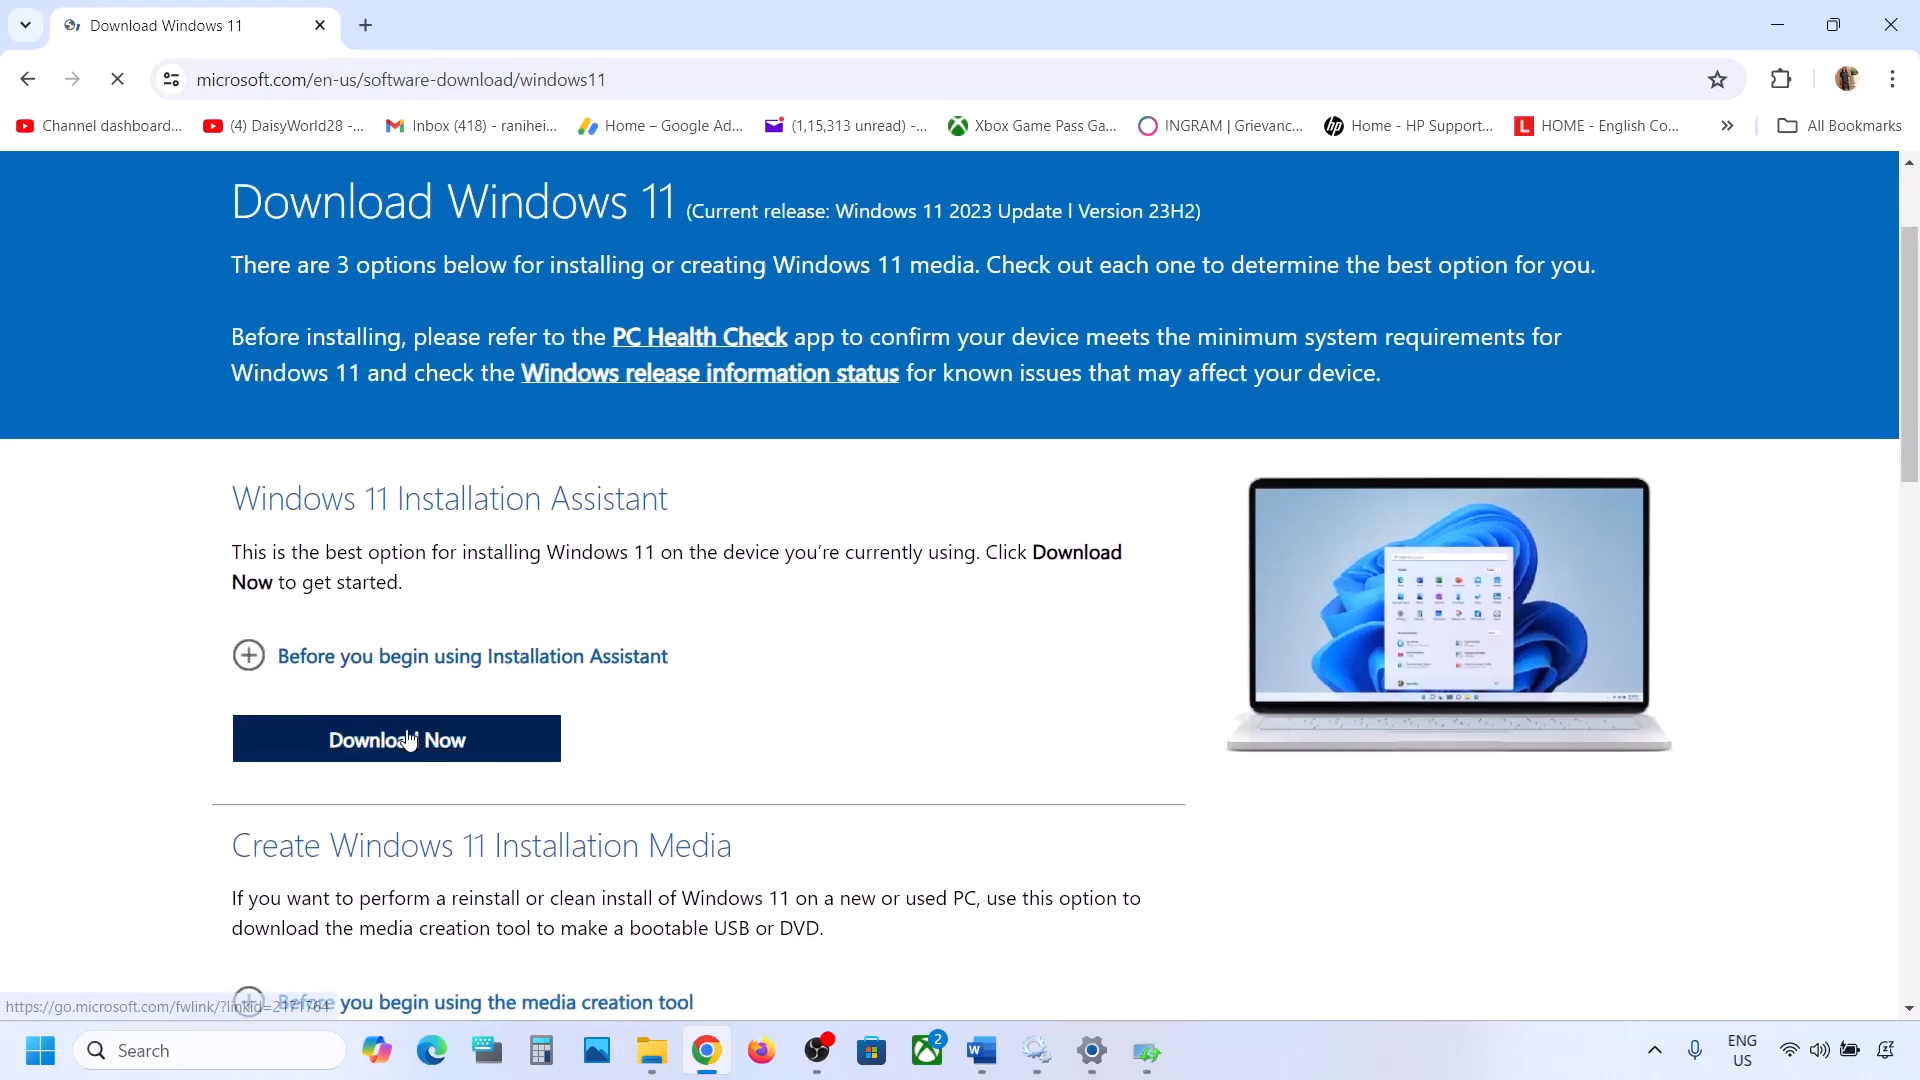 Download Windows 11
microsoft.com/en-us/software-download/windows11
Channel dashboard...
(4) DaisyWorld28 -...
Inbox (418) - ranihei...
Home – Google Ad...
(1,15,313 unread) -...
Xbox Game Pass Ga...
INGRAM | Grievanc...
Home - HP Support...
HOME - English Co...
All Bookmarks
Download Windows 11 (Current release: Windows 11 2023 Update l Version 23H2)
There are 3 options below for installing or creating Windows 11 media. Check out each one to determine the best option for you.
Before installing, please refer to the PC Health Check app to confirm your device meets the minimum system requirements for
Windows 11 and check the Windows release information status for known issues that may affect your device.
Windows 11 Installation Assistant
This is the best option for installing Windows 11 on the device you’re currently using. Click Download
Now to get started.
Before you begin using Installation Assistant
Download Now
Create Windows 11 Installation Media
If you want to perform a reinstall or clean install of Windows 11 on a new or used PC, use this option to
download the media creation tool to make a bootable USB or DVD.
Before you begin using the media creation tool
https://go.microsoft.com/fwlink/?linkid=2171764
Search
2
ENG
US